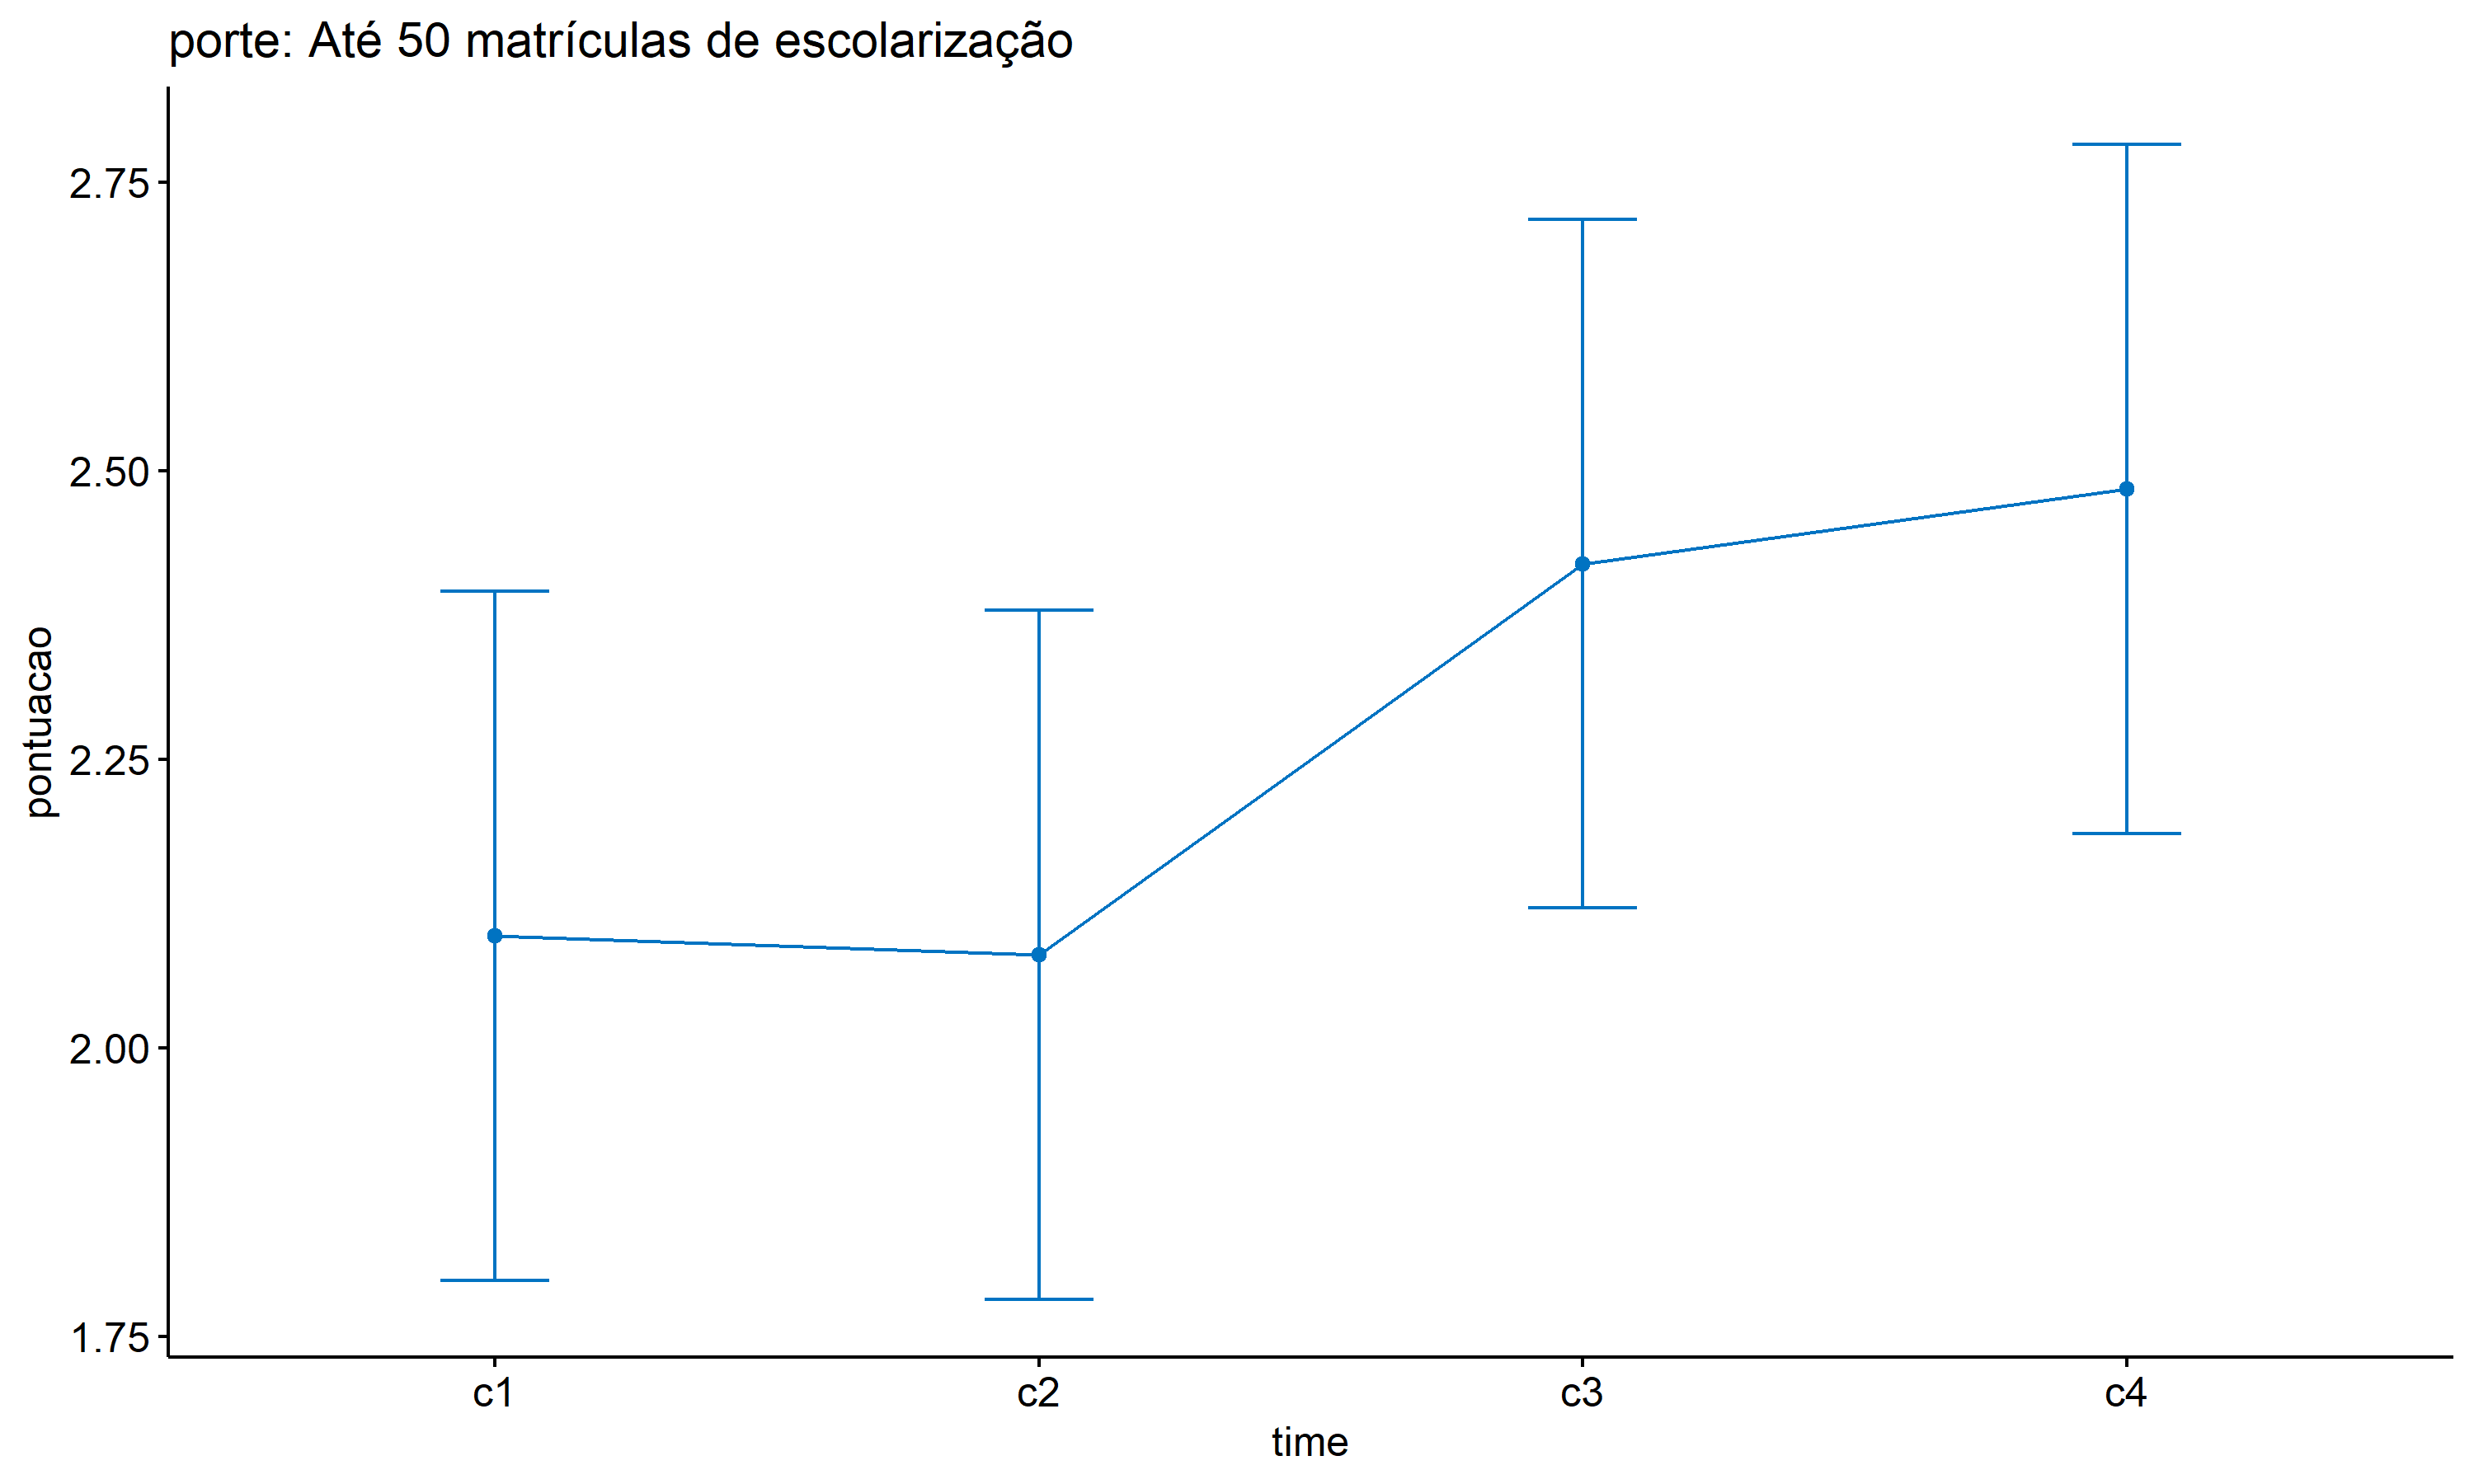 porte: Até 50 matrículas de escolarização
pontuacao
2.75
2.50
2.25
2.00
1.75
c1 c2 c3 c4
time